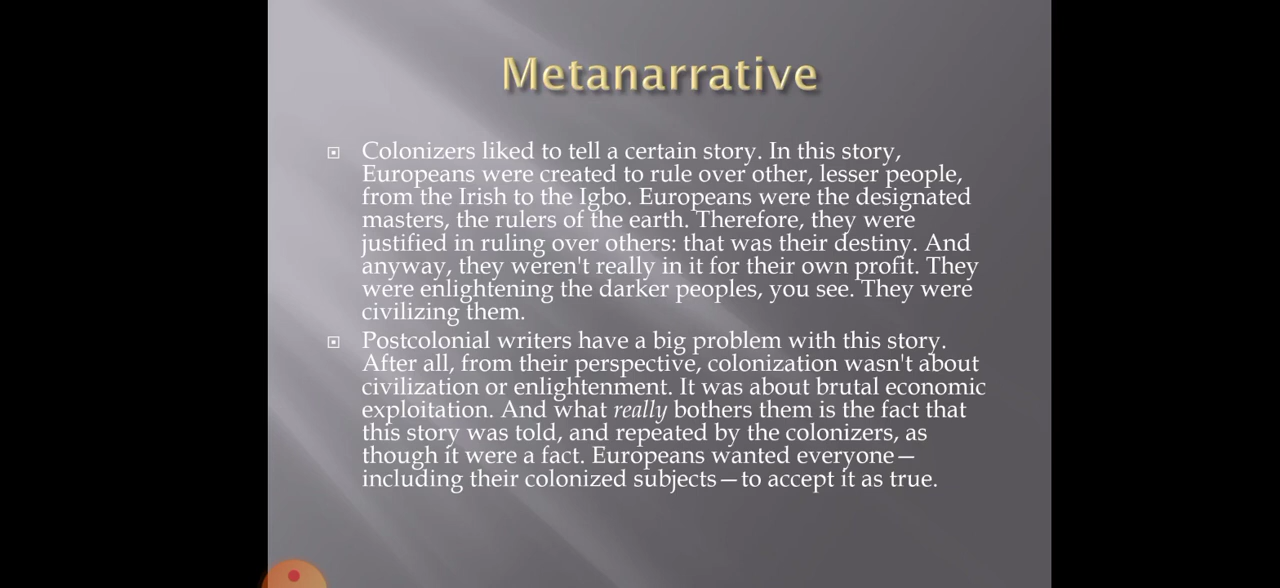 Metanarrative
Colonizers liked to tell a certain story. In this story,
Europeans were created to rule over other, lesser people,
from the Irish to the Igbo. Europeans were the designated
masters, the rulers of the earth. Therefore, they were
justified in ruling over others: that was their destiny. And
anyway, they weren't really in it for their own profit. They
were enlightening the darker peoples, you see. They were
civilizing them.
Postcolonial writers have a big problem with this story.
After all, from their perspective, colonization wasn't about
civilization or enlightenment. It was about brutal economic
exploitation. And what really bothers them is the fact that
this story was told, and repeated by the colonizers, as
though it were a fact. Europeans wanted everyone—
including their colonized subjects—to accept it as true.